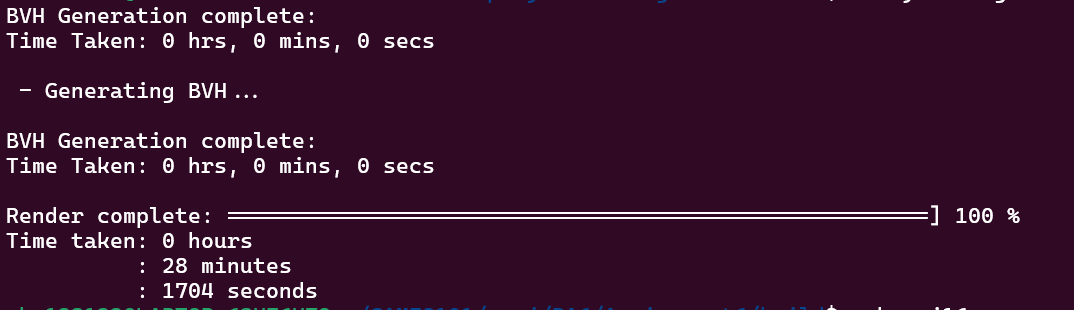 BVH Generation complete:
Time Taken: 0 hrs, 0 mins, 0 secs
- Generating BVH...
BVH Generation complete:
Time Taken: 0 hrs, 0 mins, 0 secs
Render complete: ════════════════════] 100 %
Time taken: 0 hours
: 28 minutes
: 1704 seconds